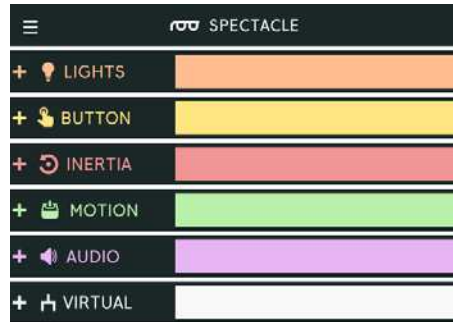 SPECTACLE
+ LIGHTS
+ BUTTON
+ INERTIA
+ MOTION
+ AUDIO
+ VIRTUAL